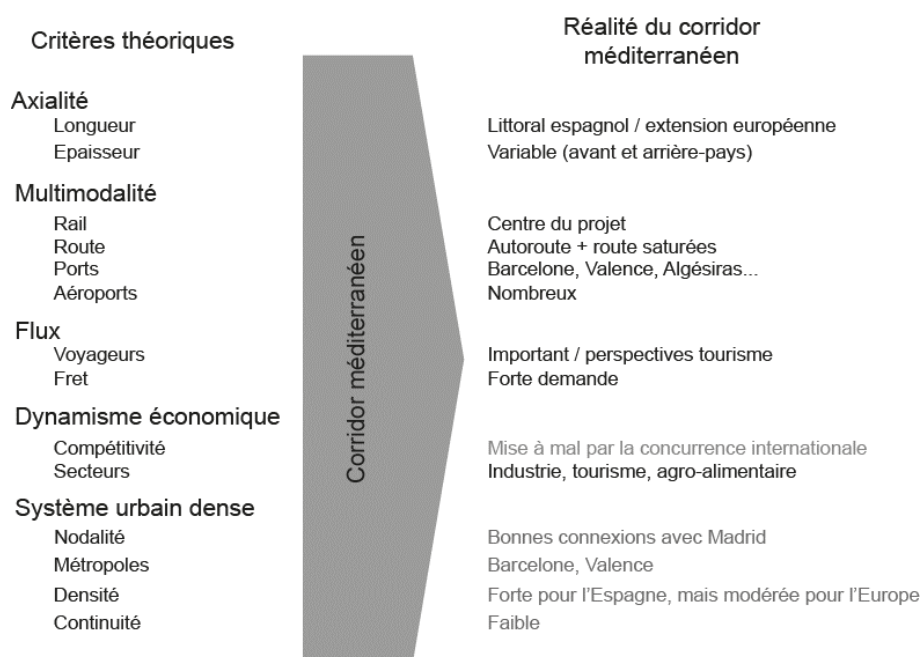 Critères théoriques
Réalité du corridor
méditerranéen
Axialité
Longueur
Littoral espagnol / extension européenne
Epaisseur
Variable (avant et arrière-pays)
Multimodalité
Rail
Centre du projet
Route
Autoroute + route saturées
Ports
Barcelone, Valence, Algésiras...
Aéroports
Nombreux
Flux
Voyageurs
Important / perspectives tourisme
Fret
Forte demande
Dynamisme économique
Compétitivité
Mise à mal par la concurrence internationale
Secteurs
Industrie, tourisme, agro-alimentaire
Système urbain dense
Nodalité
Bonnes connexions avec Madrid
Métropoles
Barcelone, Valence
Densité
Forte pour l'Espagne, mais modérée pour l'Europe
Continuité
Faible
Corridor méditerranéen